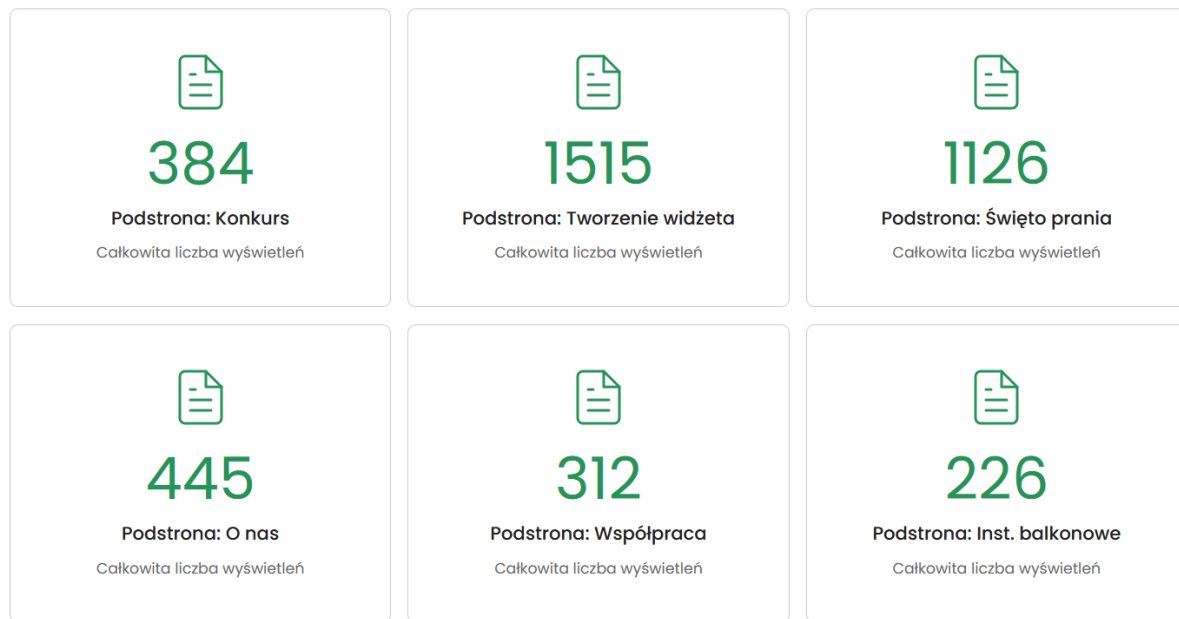 384
Podstrona: Konkurs
Całkowita liczba wyświetleń
1515
Podstrona: Tworzenie widżeta
Całkowita liczba wyświetleń
1126
Podstrona: Święto prania
Całkowita liczba wyświetleń
445
Podstrona: O nas
Całkowita liczba wyświetleń
312
Podstrona: Współpraca
Całkowita liczba wyświetleń
226
Podstrona: Inst. balkonowe
Całkowita liczba wyświetleń